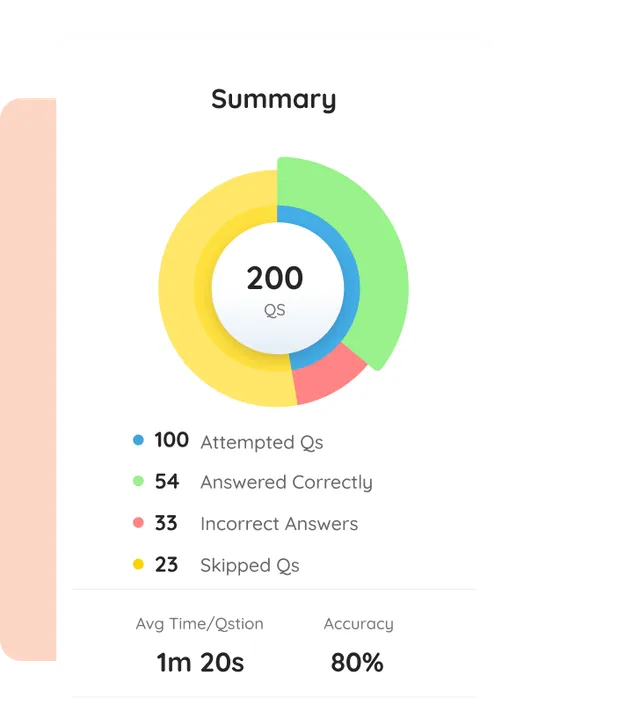 Summary
200
QS
100 Attempted Qs
54 Answered Correctly
33 Incorrect Answers
23 Skipped Qs
Avg Time/Qstion Accuracy
1m 20s 80%